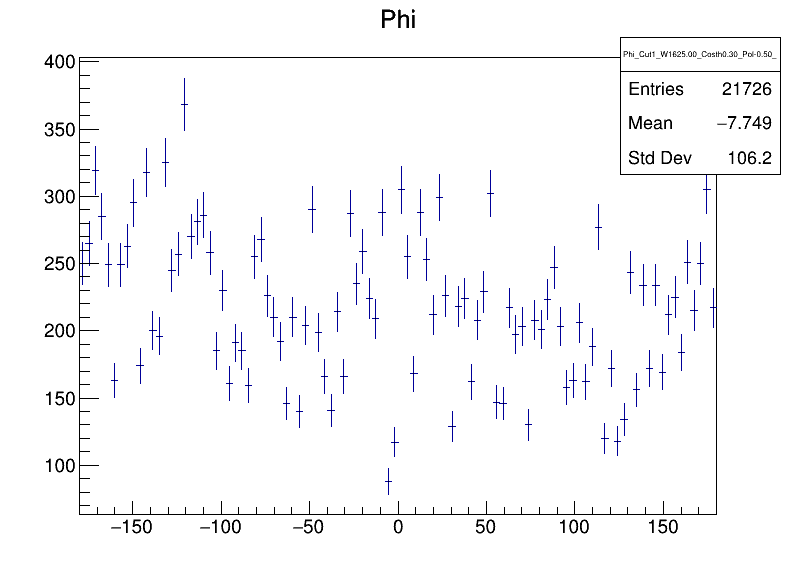 Phi
Phi_Cut1_W1625.00_Costh0.30_Pol-0.50_
Entries 21726
Mean −7.749
Std Dev 106.2
400
350
300
250
200
150
100
−150 −100 −50 0 50 100 150